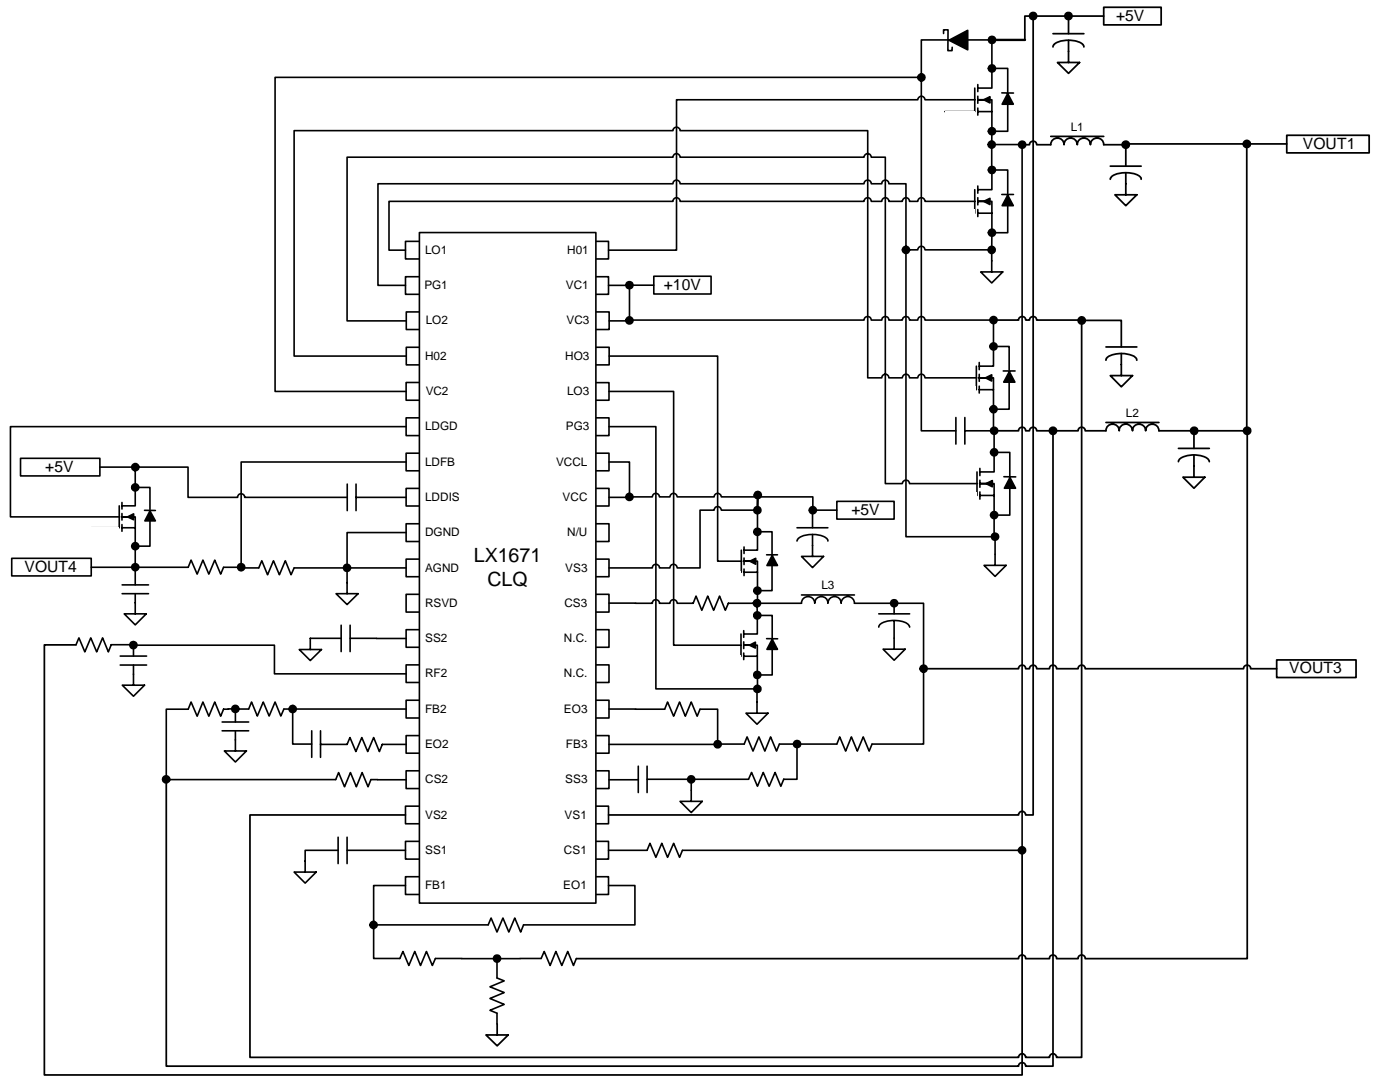 +5V
L1
VOUT1
LO1
H01
PG1
VC1
+10V
LO2
VC3
H02
HO3
VC2
LO3
L2
LDGD
PG3
+5V
LDFB
VCCL
LDDIS
VCC
+5V
DGND
N/U
LX1671
CLQ
VOUT4
AGND
VS3
L3
RSVD
CS3
SS2
N.C.
RF2
N.C.
VOUT3
FB2
EO3
EO2
FB3
CS2
SS3
VS2
VS1
SS1
CS1
FB1
EO1